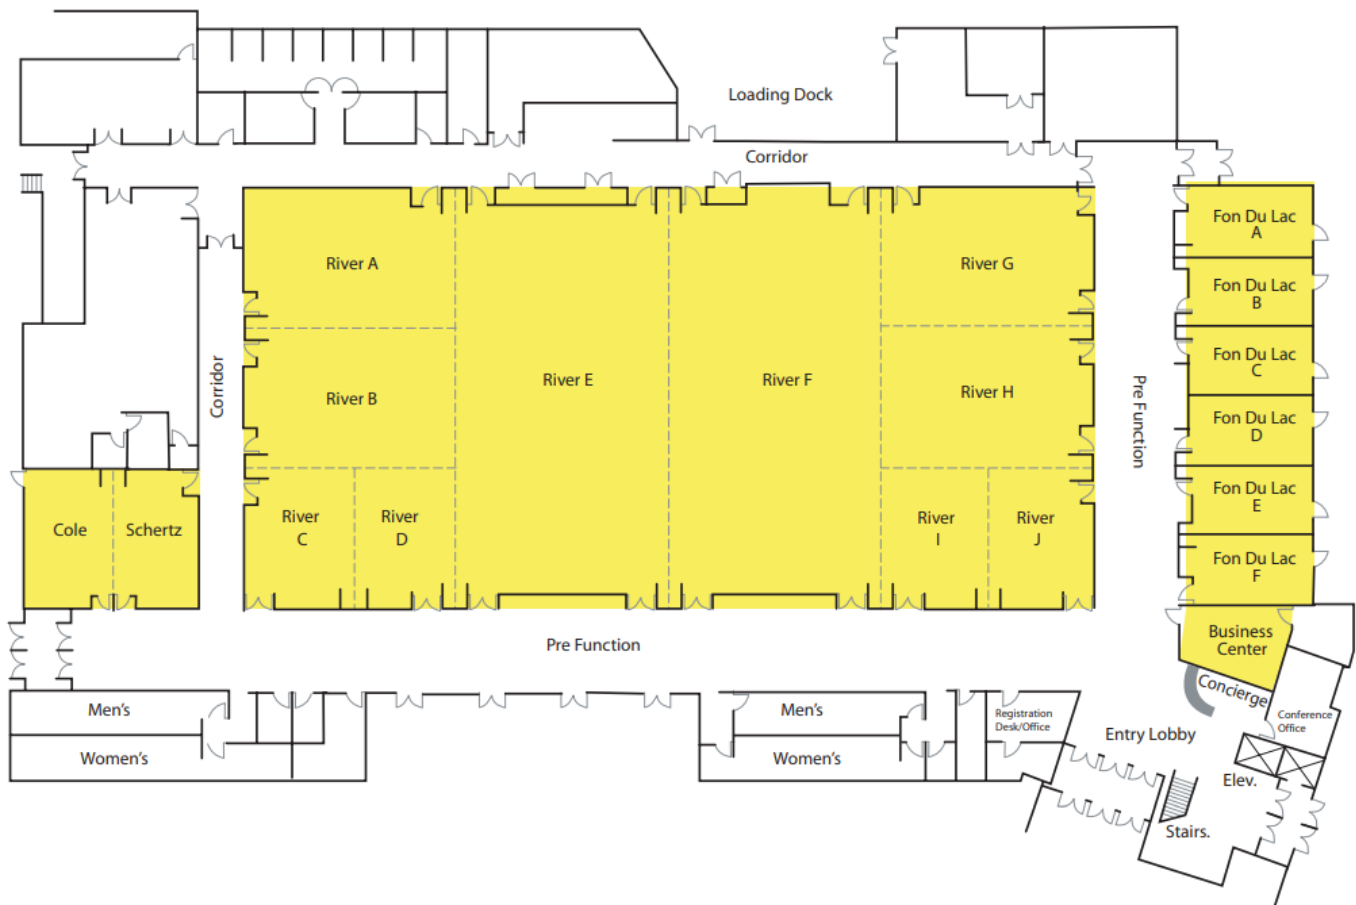 Loading Dock
Corridor
Fon Du Lac
A
River A
River G
Fon Du Lac
B
Corridor
Fon Du Lac
C
River B
River E
River F
River H
Pre Function
Fon Du Lac
D
Fon Du Lac
E
Cole
Schertz
River
C
River
D
River
I
River
J
Fon Du Lac
F
Pre Function
Business
Center
Concierge
Men's
Women's
Men's
Women's
Registration
Desk/Office
Entry Lobby
Conference
Office
Elev.
Stairs.